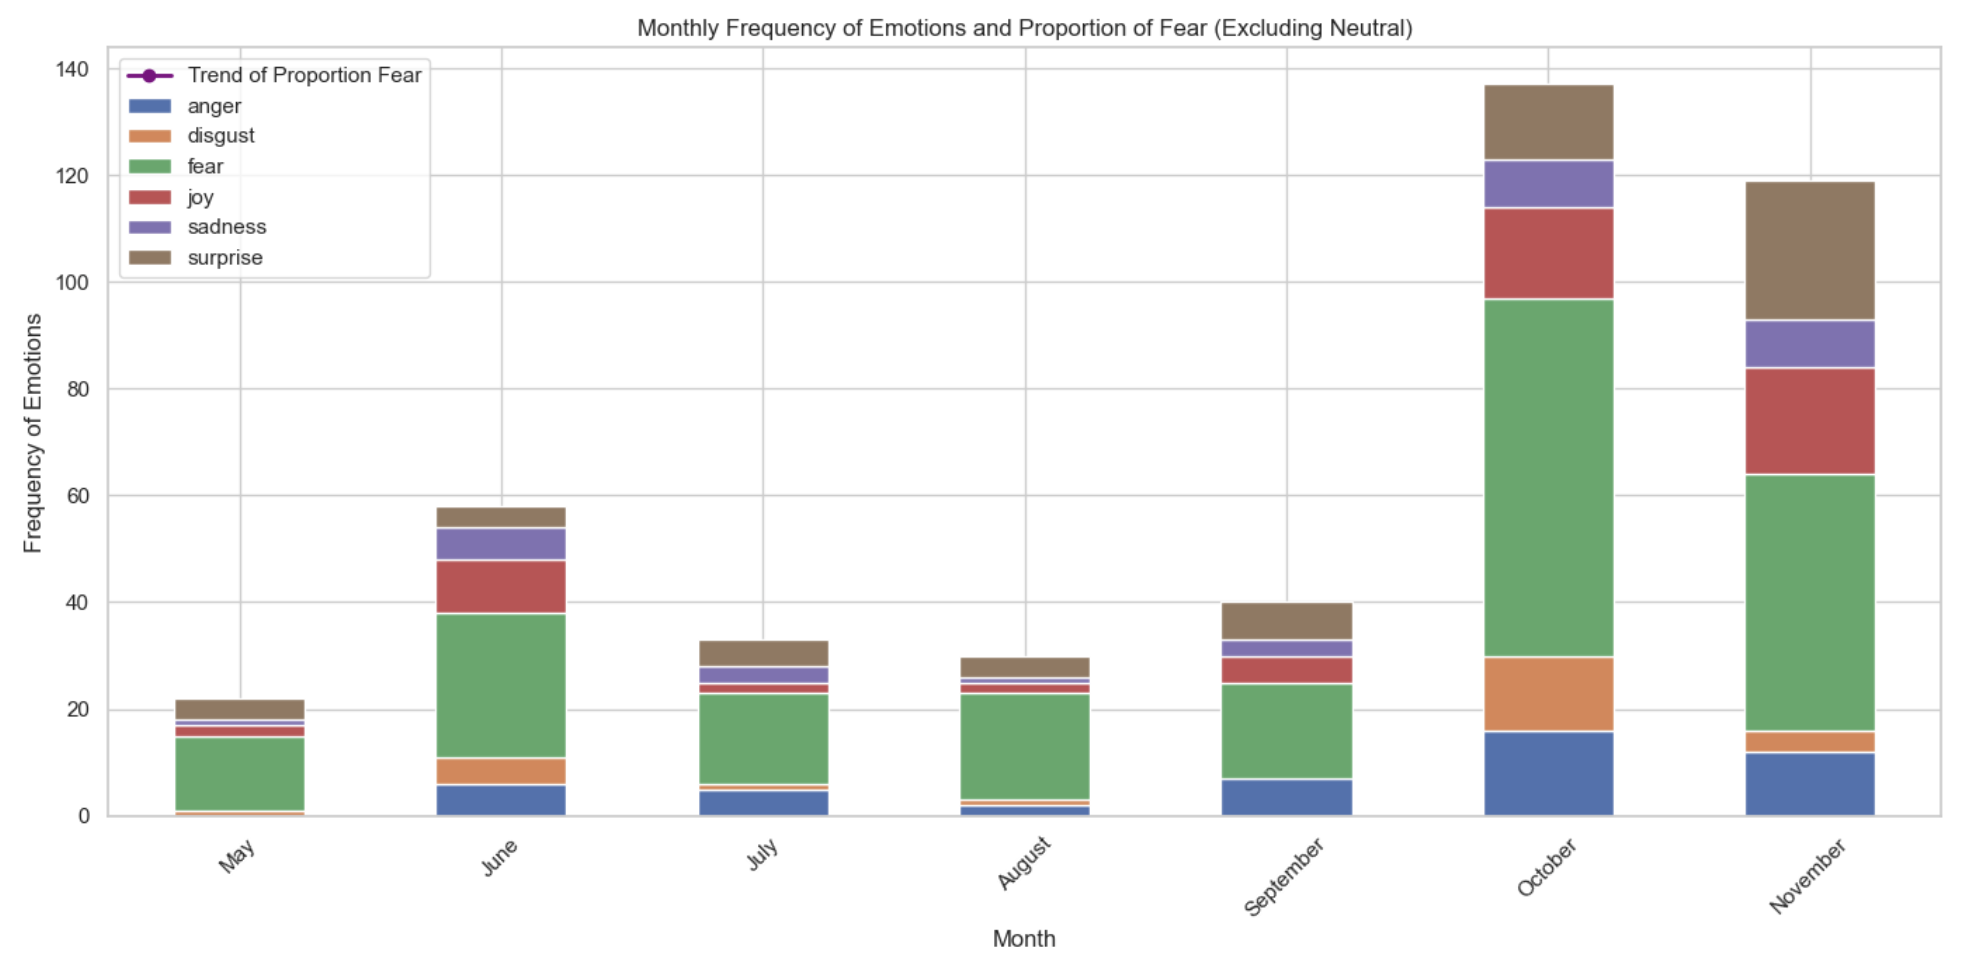 Monthly Frequency of Emotions and Proportion of Fear (Excluding Neutral)
Trend of Proportion Fear
anger
disgust
fear
joy
sadness
surprise
Frequency of Emotions
140
120
100
80
60
40
20
0
May
June
July
August
September
October
November
Month